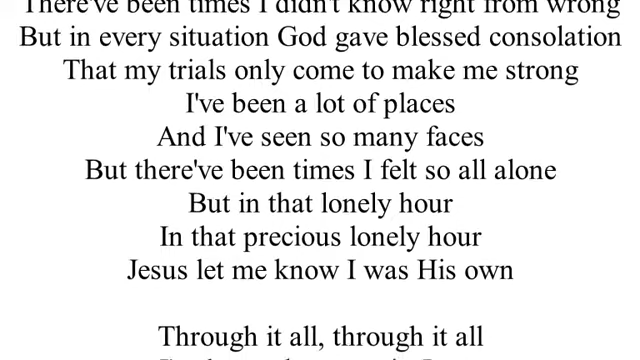 There've been times I didn't know right from wrong
But in every situation God gave blessed consolation
That my trials only come to make me strong
I've been a lot of places
And I've seen so many faces
But there've been times I felt so all alone
But in that lonely hour
In that precious lonely hour
Jesus let me know I was His own
Through it all, through it all